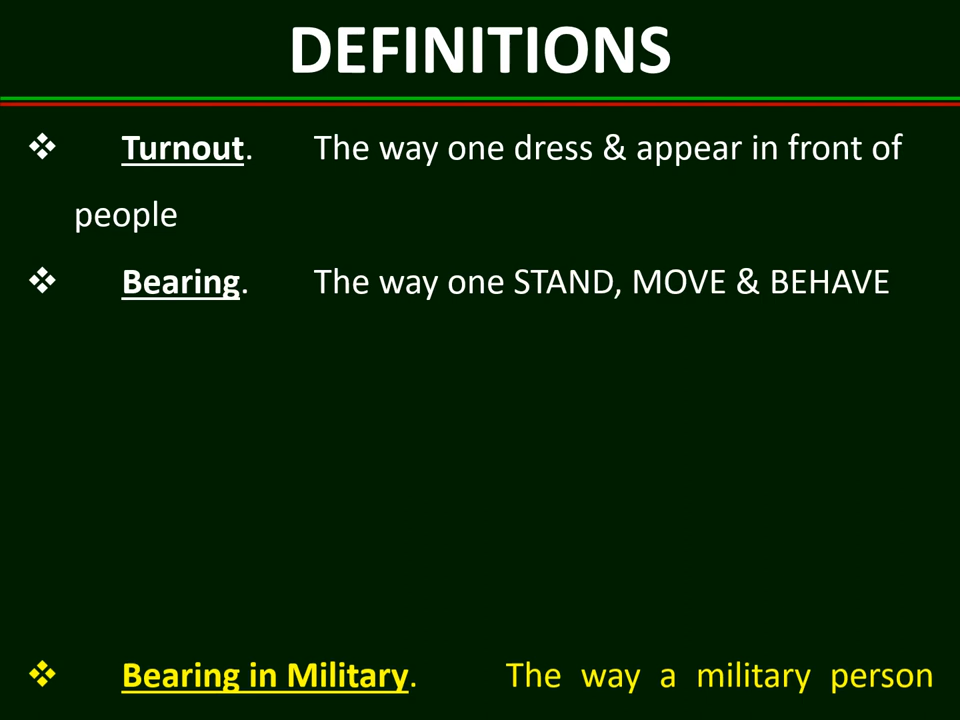 DEFINITIONS
❖ Turnout. The way one dress & appear in front of
people
❖ Bearing. The way one STAND, MOVE & BEHAVE
❖ Bearing in Military. The way a military person